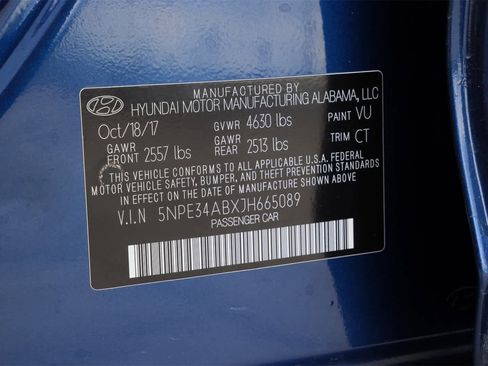 MANUFACTURED BY
HYUNDAI MOTOR MANUFACTURING ALABAMA, LLC
Oct/18/17 GVWR 4630 lbs PAINT VU
GAWR FRONT 2557 lbs GAWR REAR 2513 lbs TRIM CT
THIS VEHICLE CONFORMS TO ALL APPLICABLE U.S.A. FEDERAL
MOTOR VEHICLE SAFETY, BUMPER, AND THEFT PREVENTION STANDARDS
IN EFFECT ON THE DATE OF MANUFACTURE SHOWN ABOVE.
V.I.N 5NPE34ABXJH665089
PASSENGER CAR